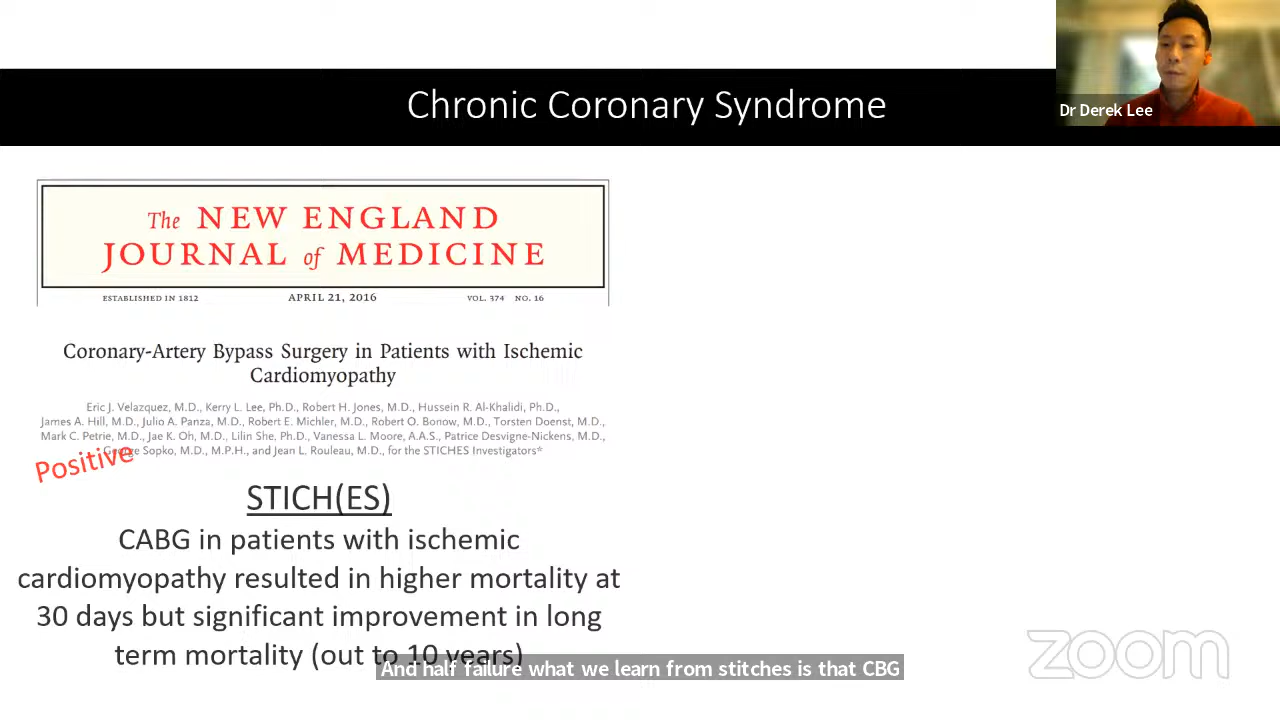 Chronic Coronary Syndrome
Dr Derek Lee
The NEW ENGLAND
JOURNAL of MEDICINE
ESTABLISHED IN 1812 APRIL 21, 2016 VOL. 374 NO. 16
Coronary-Artery Bypass Surgery in Patients with Ischemic
Cardiomyopathy
Eric J. Velazquez, M.D., Kerry L. Lee, Ph.D., Robert H. Jones, M.D., Hussein R. Al-Khalidi, Ph.D.,
James A. Hill, M.D., Julio A. Panza, M.D., Robert E. Michler, M.D., Robert O. Bonow, M.D., Torsten Doenst, M.D.,
Mark C. Petrie, M.D., Jae K. Oh, M.D., Lilin She, Ph.D., Vanessa L. Moore, A.A.S., Patrice Desvigne-Nickens, M.D.,
George Sopko, M.D., M.P.H., and Jean L. Rouleau, M.D., for the STICHES Investigators*
Positive
STICH(ES)
CABG in patients with ischemic
cardiomyopathy resulted in higher mortality at
30 days but significant improvement in long
term mortality (out to 10 years)
And half failure what we learn from stitches is that CBG
zoom